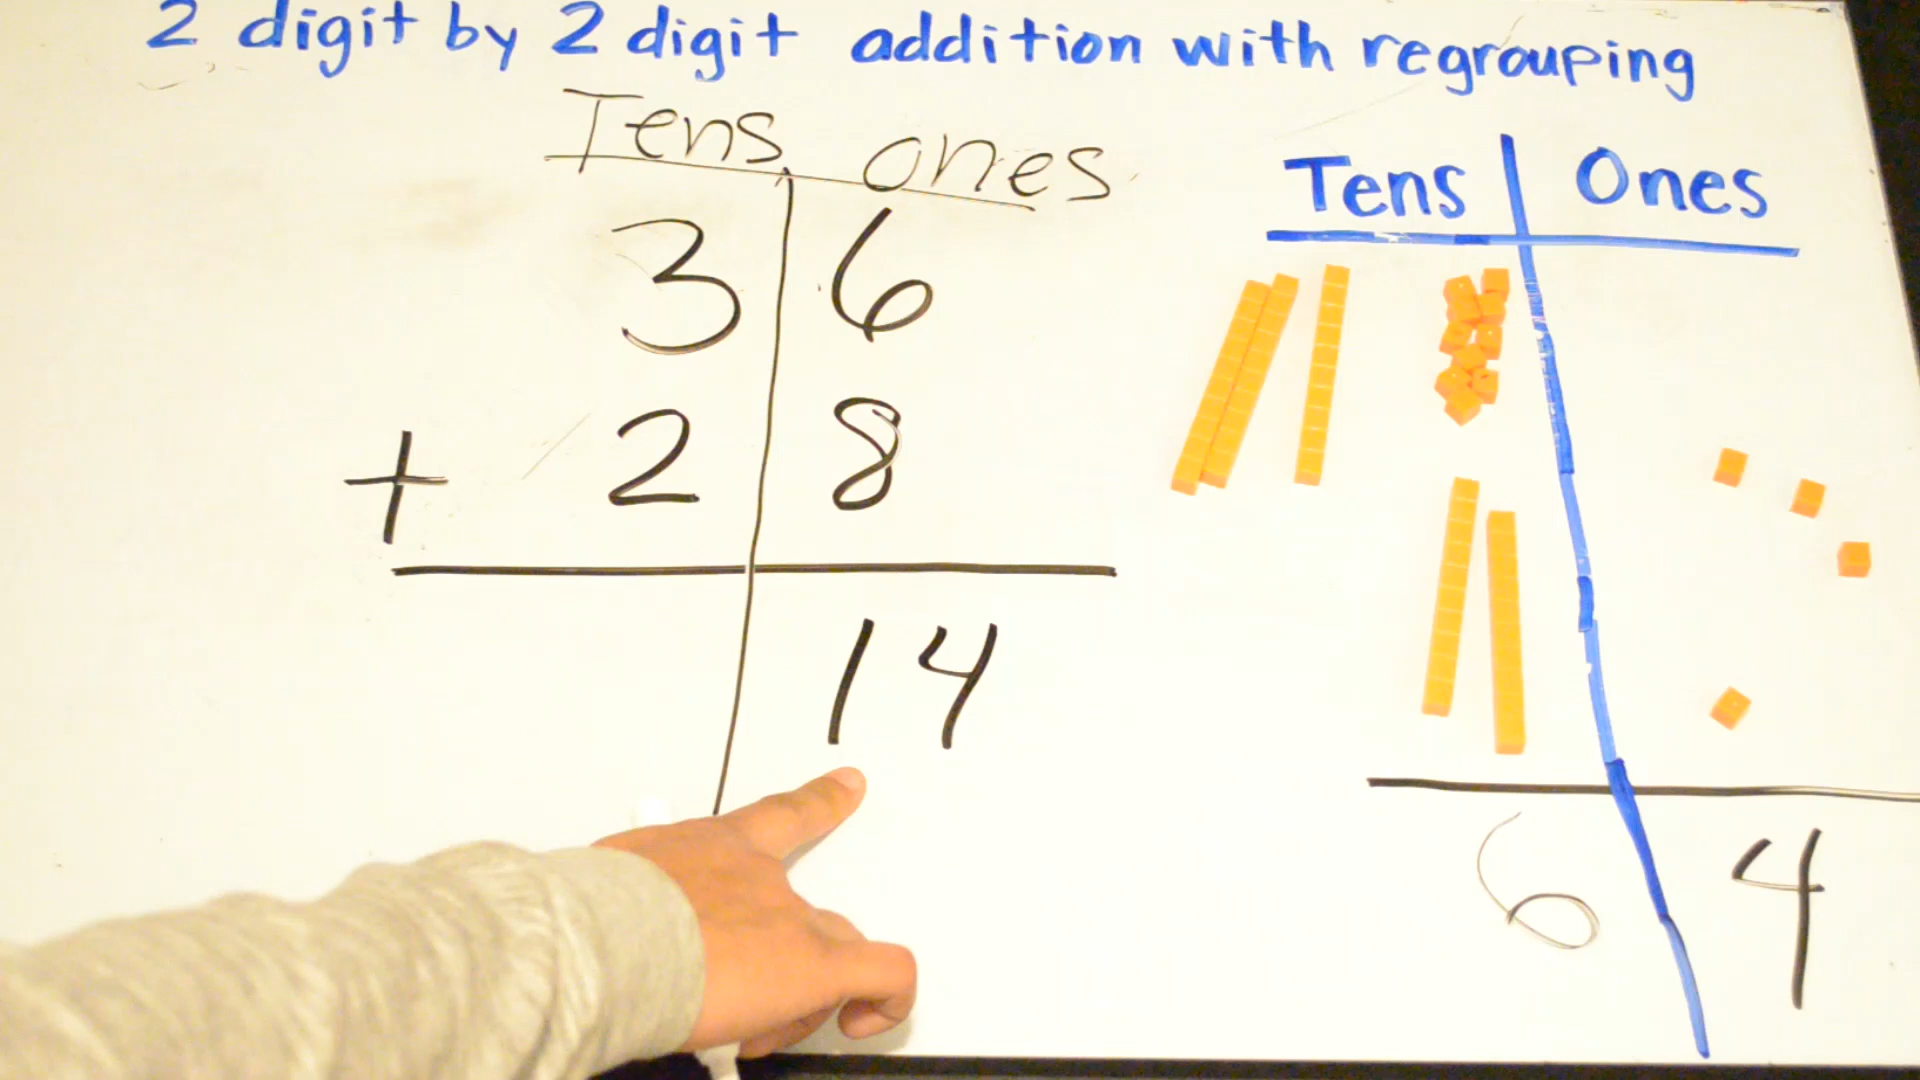 2 digit by 2 digit addition with regrouping
Tens ones
3 6
+ 2 8
14
Tens Ones
6 4